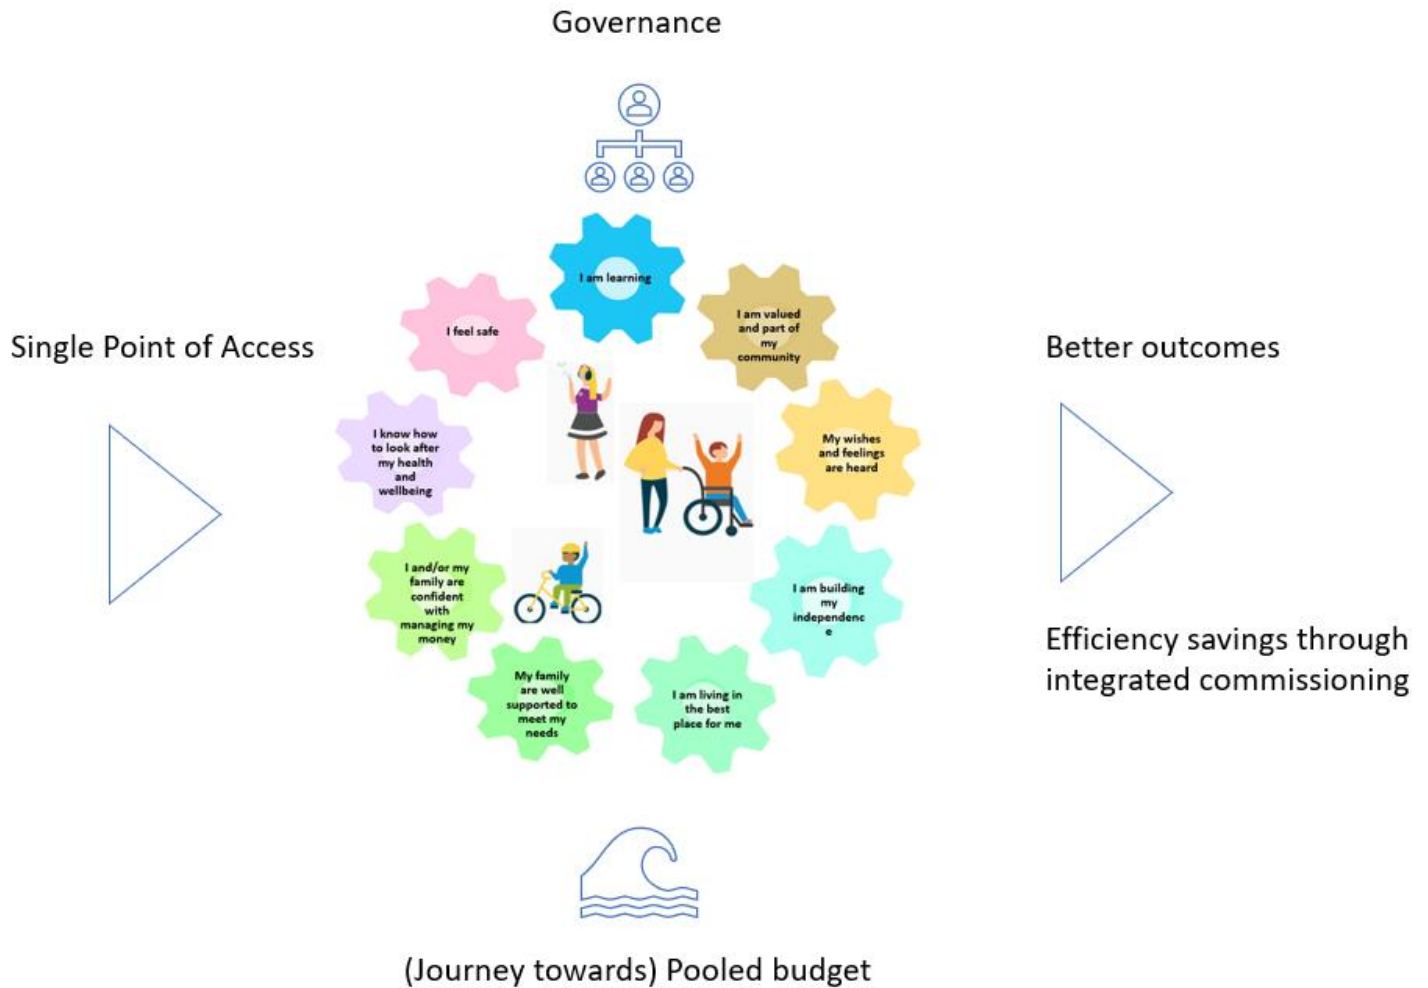 Governance
I am learning
I feel safe
I am valued
and part of
my
community
Single Point of Access
Better outcomes
I know how
to look after
my health
and
wellbeing
My wishes
and feelings
are heard
I and/or my
family are
confident
with
managing my
money
I am building
my
independenc
e
Efficiency savings through
integrated commissioning
My family
are well
supported to
meet my
needs
I am living in
the best
place for me
(Journey towards) Pooled budget